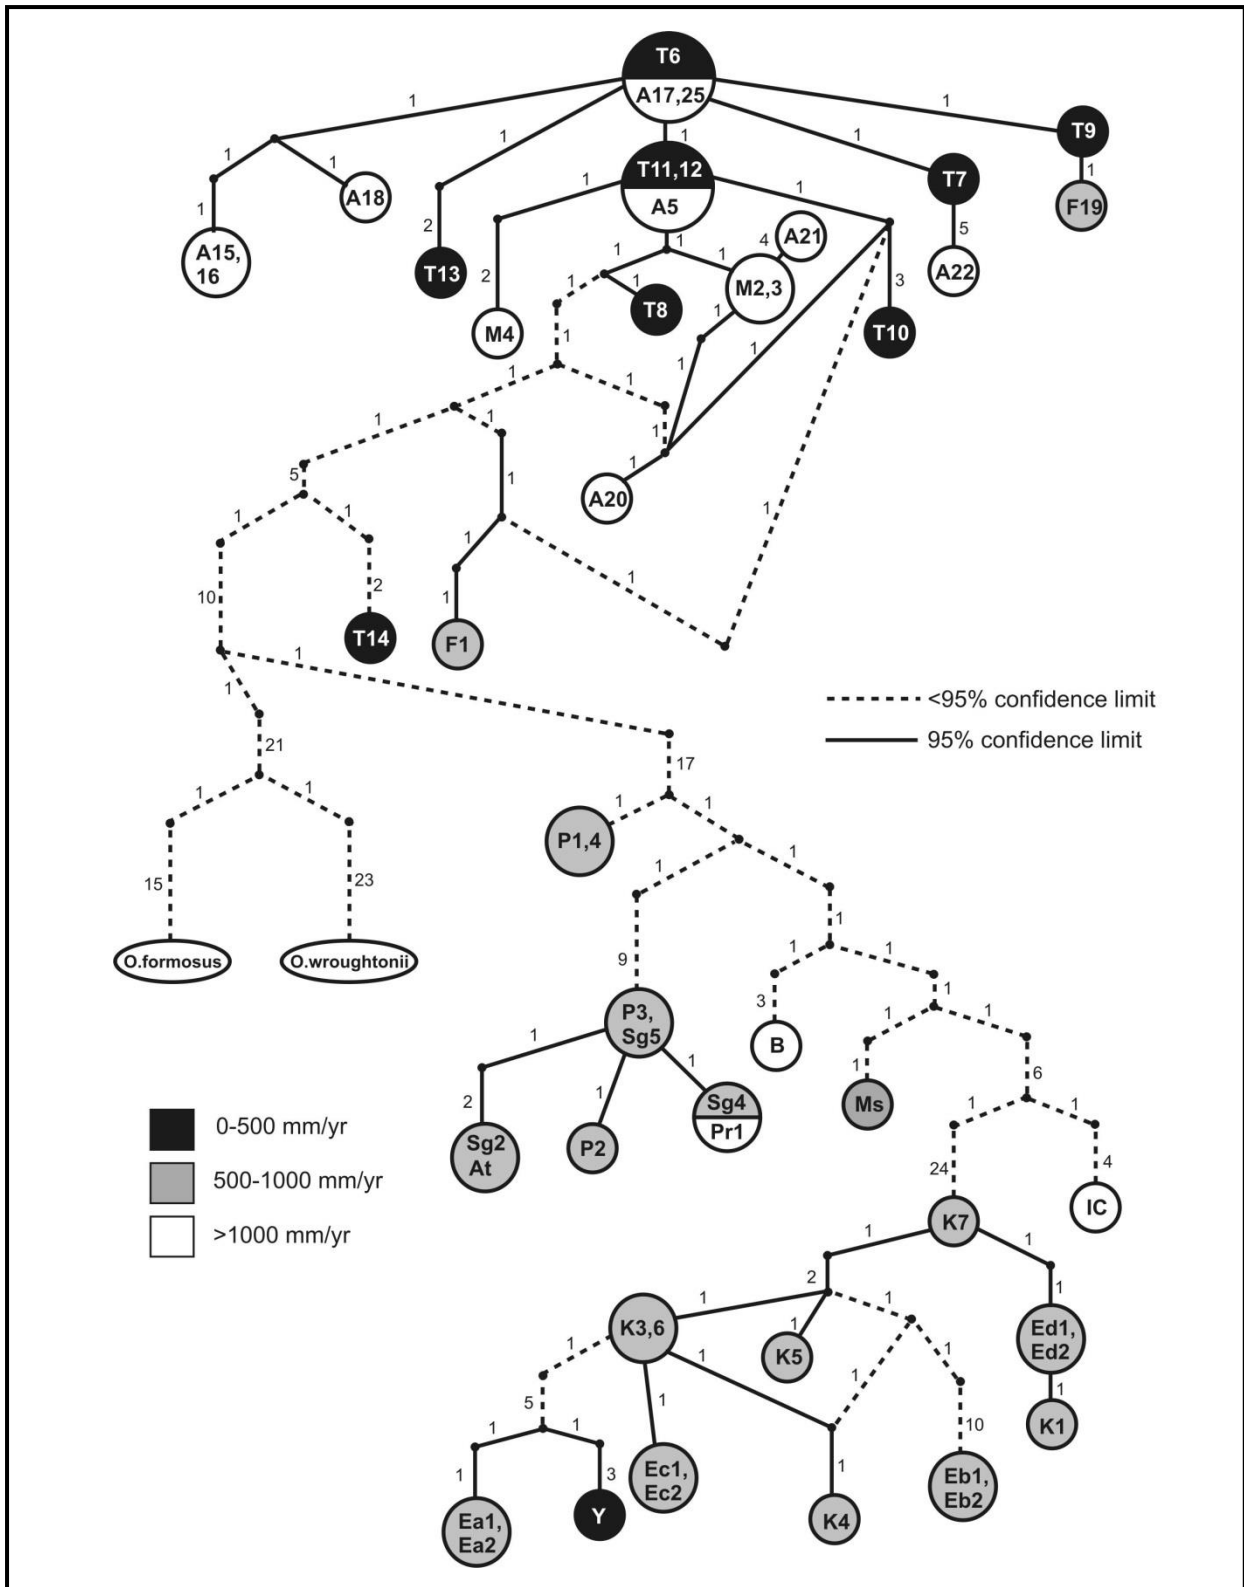 T6
A17,25
1
1
1
1
1
T9
1
F19
T11,12
A5
1
T7
5
A22
1
1
1
A18
A15,
16
2
T13
1
1
2
M4
1
1
1
4
A21
M2,3
1
1
T8
3
T10
1
1
1
1
1
1
1
1
1
A20
1
1
5
1
1
1
1
1
1
10
2
T14
F1
1
1
<95% confidence limit
95% confidence limit
21
17
1
1
1
1
P1,4
1
1
15
23
O.formosus
O.wroughtonii
1
1
1
1
9
3
B
1
1
1
6
P3,
Sg5
1
1
1
1
Ms
Sg4
Pr1
2
Sg2
At
P2
1
1
24
4
K7
IC
0-500 mm/yr
500-1000 mm/yr
>1000 mm/yr
1
1
2
1
1
1
1
K3,6
K5
Ed1,
Ed2
1
K1
1
5
1
1
1
1
1
1
3
1
10
Ec1,
Ec2
Eb1,
Eb2
Ea1,
Ea2
Y
K4